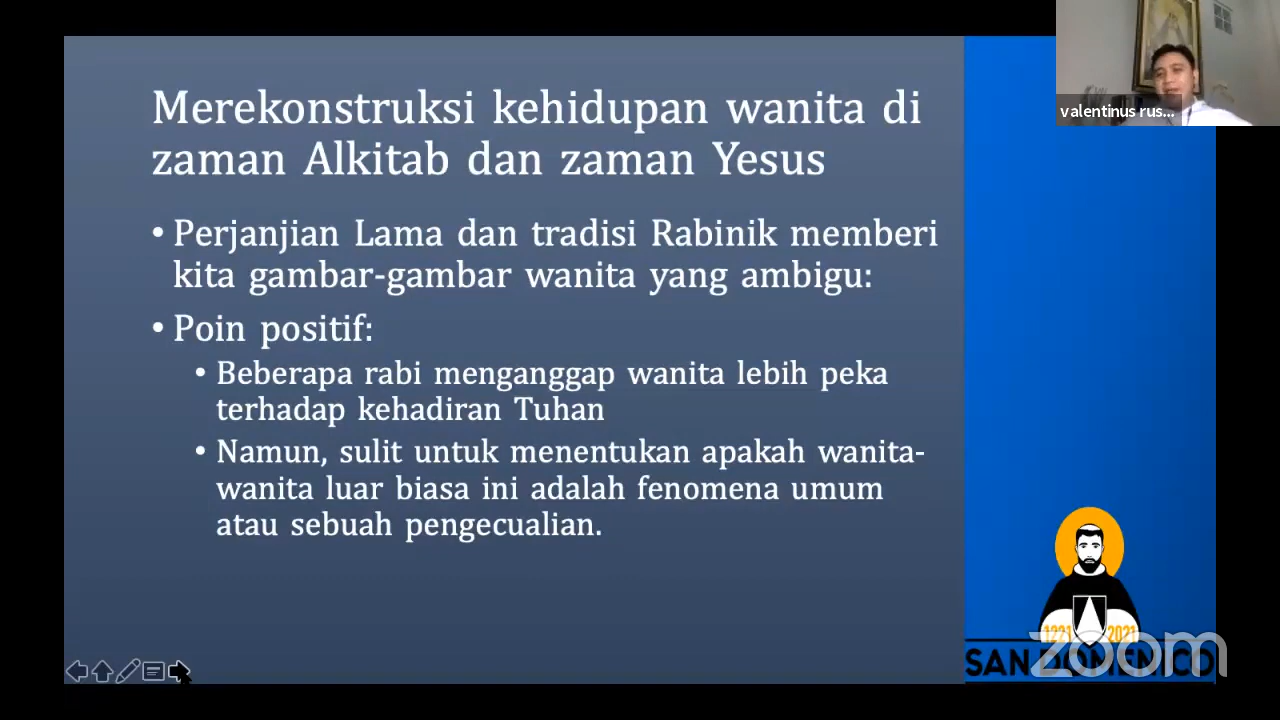 valentinus rus...
Merekonstruksi kehidupan wanita di
zaman Alkitab dan zaman Yesus
• Perjanjian Lama dan tradisi Rabinik memberi
kita gambar-gambar wanita yang ambigu:
• Poin positif:
• Beberapa rabi menganggap wanita lebih peka
terhadap kehadiran Tuhan
• Namun, sulit untuk menentukan apakah wanita-
wanita luar biasa ini adalah fenomena umum
atau sebuah pengecualian.
1221 2021
zoom
SAN DOMENICO